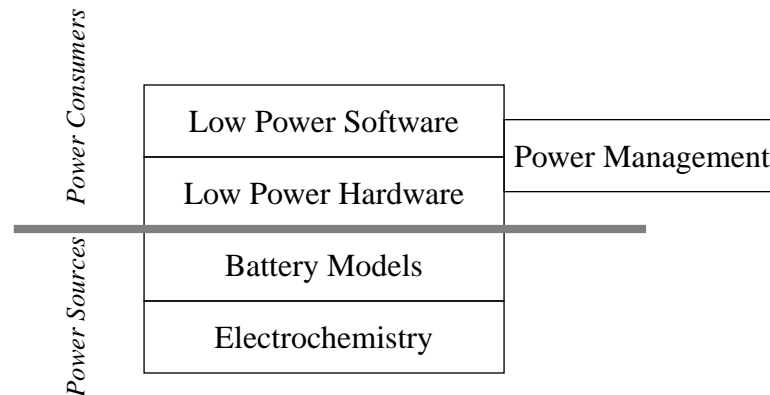 Power Consumers
Low Power Software
Power Management
Low Power Hardware
Power Sources
Battery Models
Electrochemistry